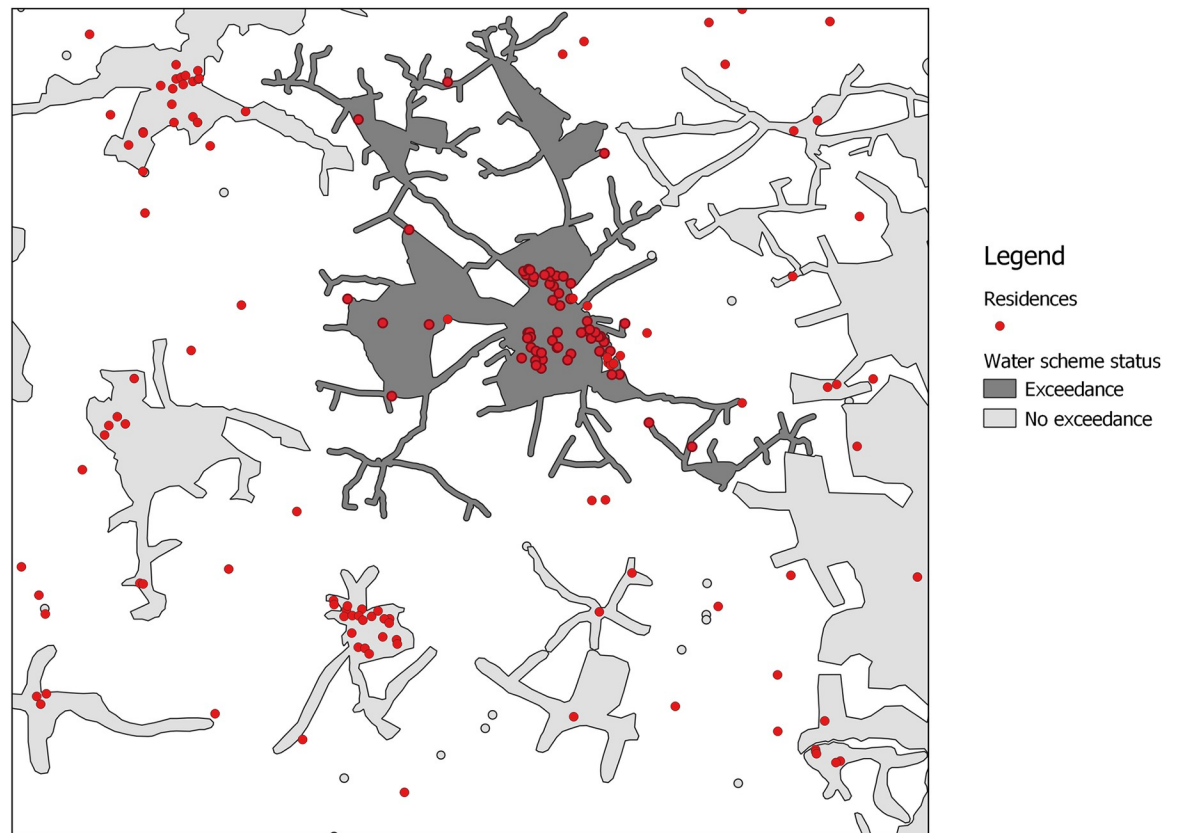 Legend
Residences
Water scheme status
Exceedance
No exceedance